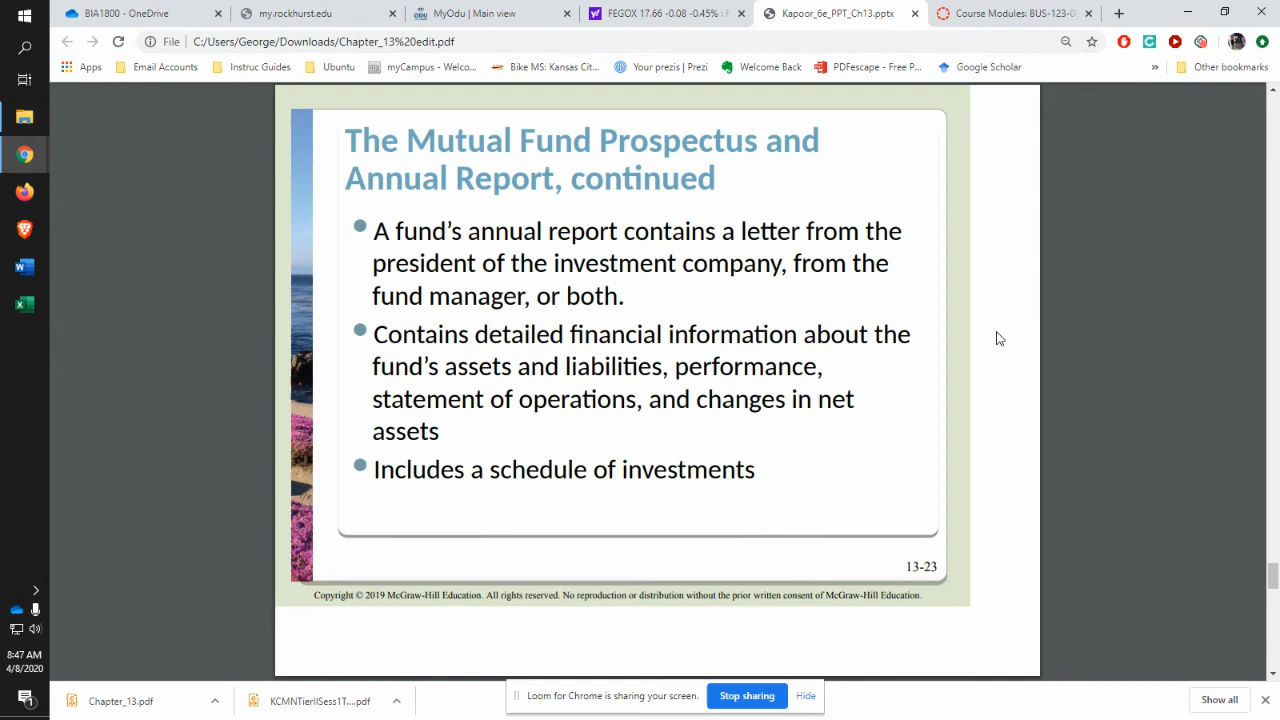 BIA1800 - OneDrive
my.rockhurst.edu/
ODU
MyOdu | Main view
FEGOX 17.66 -0.08 -0.45% : F
Kapoor_6e_PPT_Ch13.pptx
Course Modules: BUS-123-0
File
C:/Users/George/Downloads/Chapter_13%20edit.pdf
Apps
Email Accounts
Instruc Guides
Ubuntu
myCampus - Welco...
Bike MS: Kansas Cit...
Your prezis | Prezi
Welcome Back
PDFescape - Free P...
Google Scholar
»
Other bookmarks
The Mutual Fund Prospectus and
Annual Report, continued
A fund’s annual report contains a letter from the
president of the investment company, from the
fund manager, or both.
Contains detailed financial information about the
fund’s assets and liabilities, performance,
statement of operations, and changes in net
assets
Includes a schedule of investments
13-23
Copyright © 2019 McGraw-Hill Education. All rights reserved. No reproduction or distribution without the prior written consent of McGraw-Hill Education.
8:47 AM
4/8/2020
1
Chapter_13.pdf
KCMNTierIISess1T....pdf
Loom for Chrome is sharing your screen.
Stop sharing
Hide
Show all